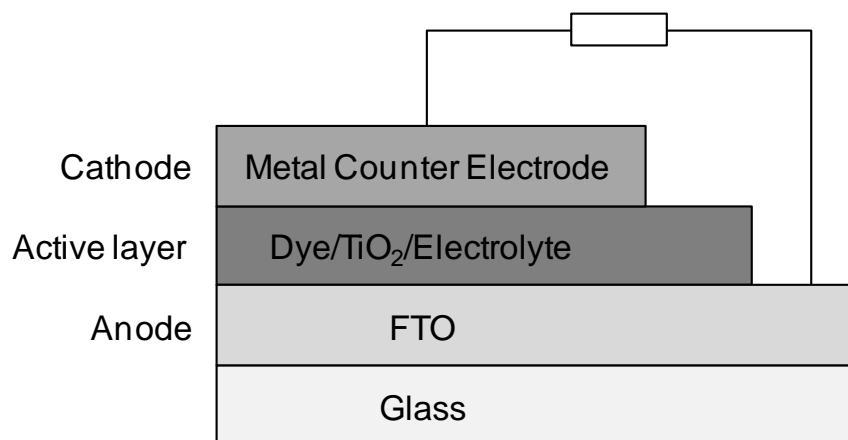 Cathode Metal Counter Electrode
Active layer Dye/TiO₂/Electrolyte
Anode FTO
Glass